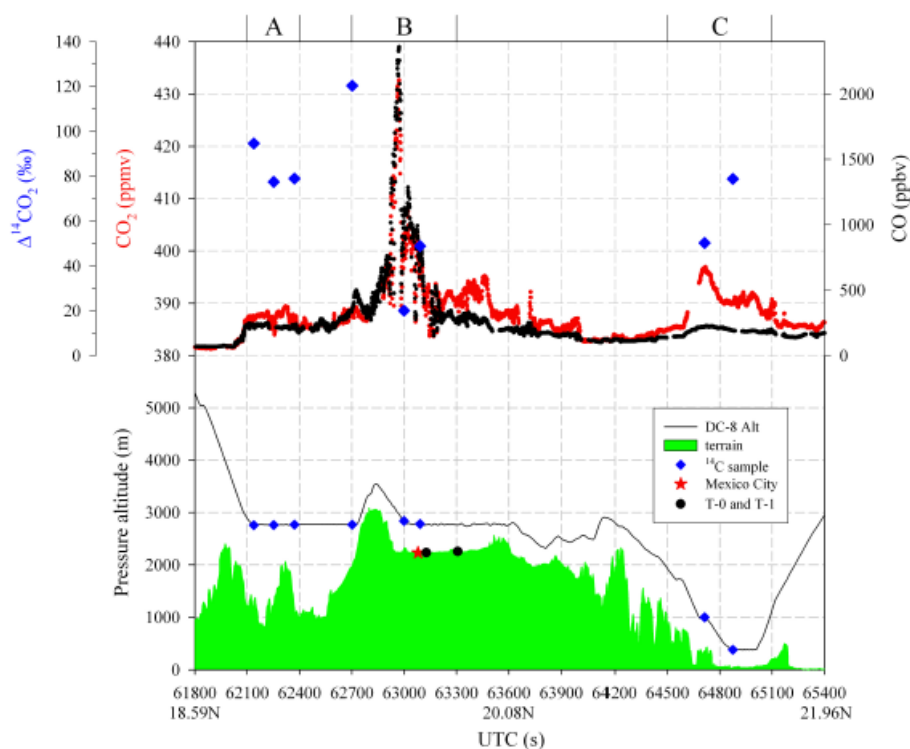 A B C
140 440
120 430 2000
100 420
80 1500
410
60
1000
400
40
390 500
20
0 380 0
Δ¹⁴CO₂ (‰)
CO₂ (ppmv)
CO (ppbv)
5000
4000
3000
2000
1000
0
Pressure altitude (m)
DC-8 Alt
terrain
¹⁴C sample
Mexico City
T-0 and T-1
61800 62100 62400 62700 63000 63300 63600 63900 64200 64500 64800 65100 65400
18.59N 20.08N 21.96N
UTC (s)